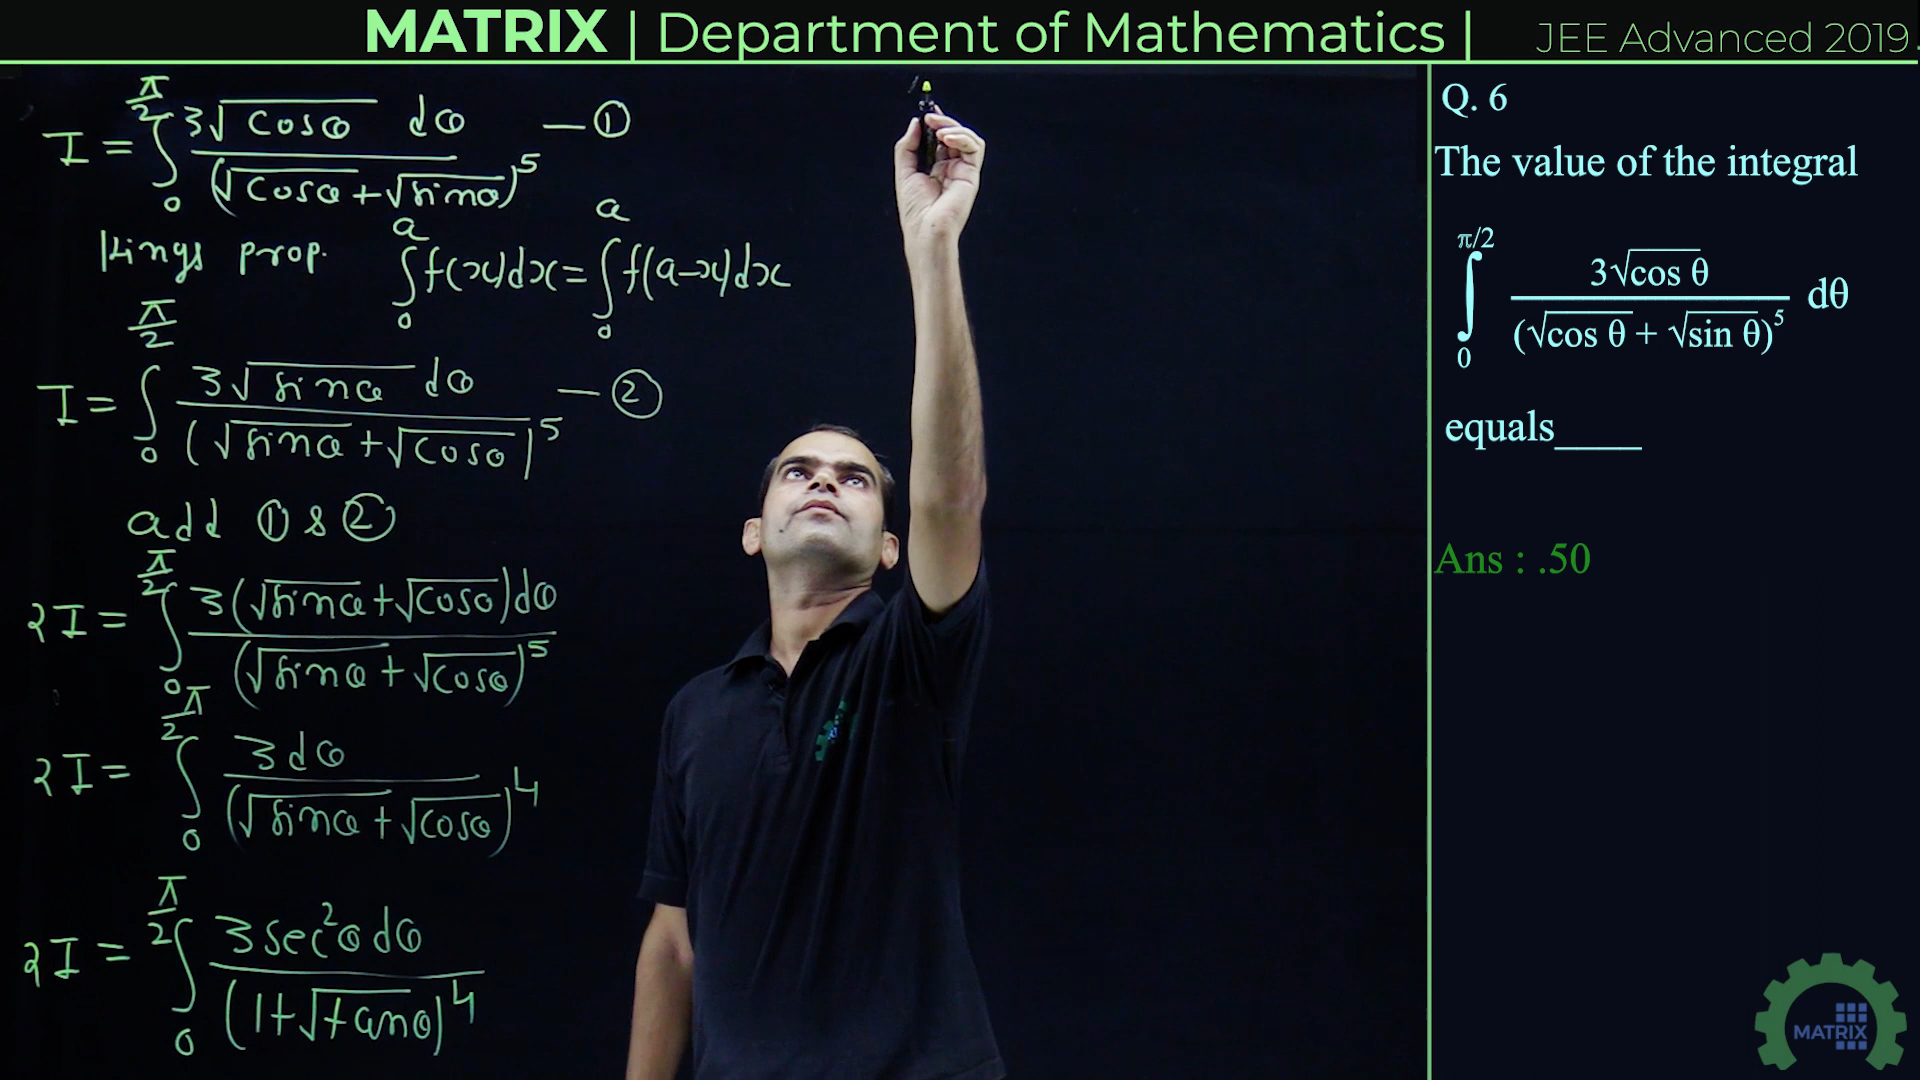 MATRIX | Department of Mathematics | JEE Advanced 2019
I = ∫₀^(π/2) 3√cosθ dθ / (√cosθ + √sinθ)⁵ — ①
Kings prop. ∫₀^a f(x)dx = ∫₀^a f(a-x)dx
I = ∫₀^(π/2) 3√sinθ dθ / (√sinθ + √cosθ)⁵ — ②
add ① & ②
2I = ∫₀^(π/2) 3(√sinθ + √cosθ)dθ / (√sinθ + √cosθ)⁵
2I = ∫₀^(π/2) 3dθ / (√sinθ + √cosθ)⁴
2I = ∫₀^(π/2) 3sec²θ dθ / (1+√tanθ)⁴
Q. 6
The value of the integral
∫₀^(π/2) 3√cos θ / (√cos θ + √sin θ)⁵ dθ
equals____
Ans : .50
MATRIX